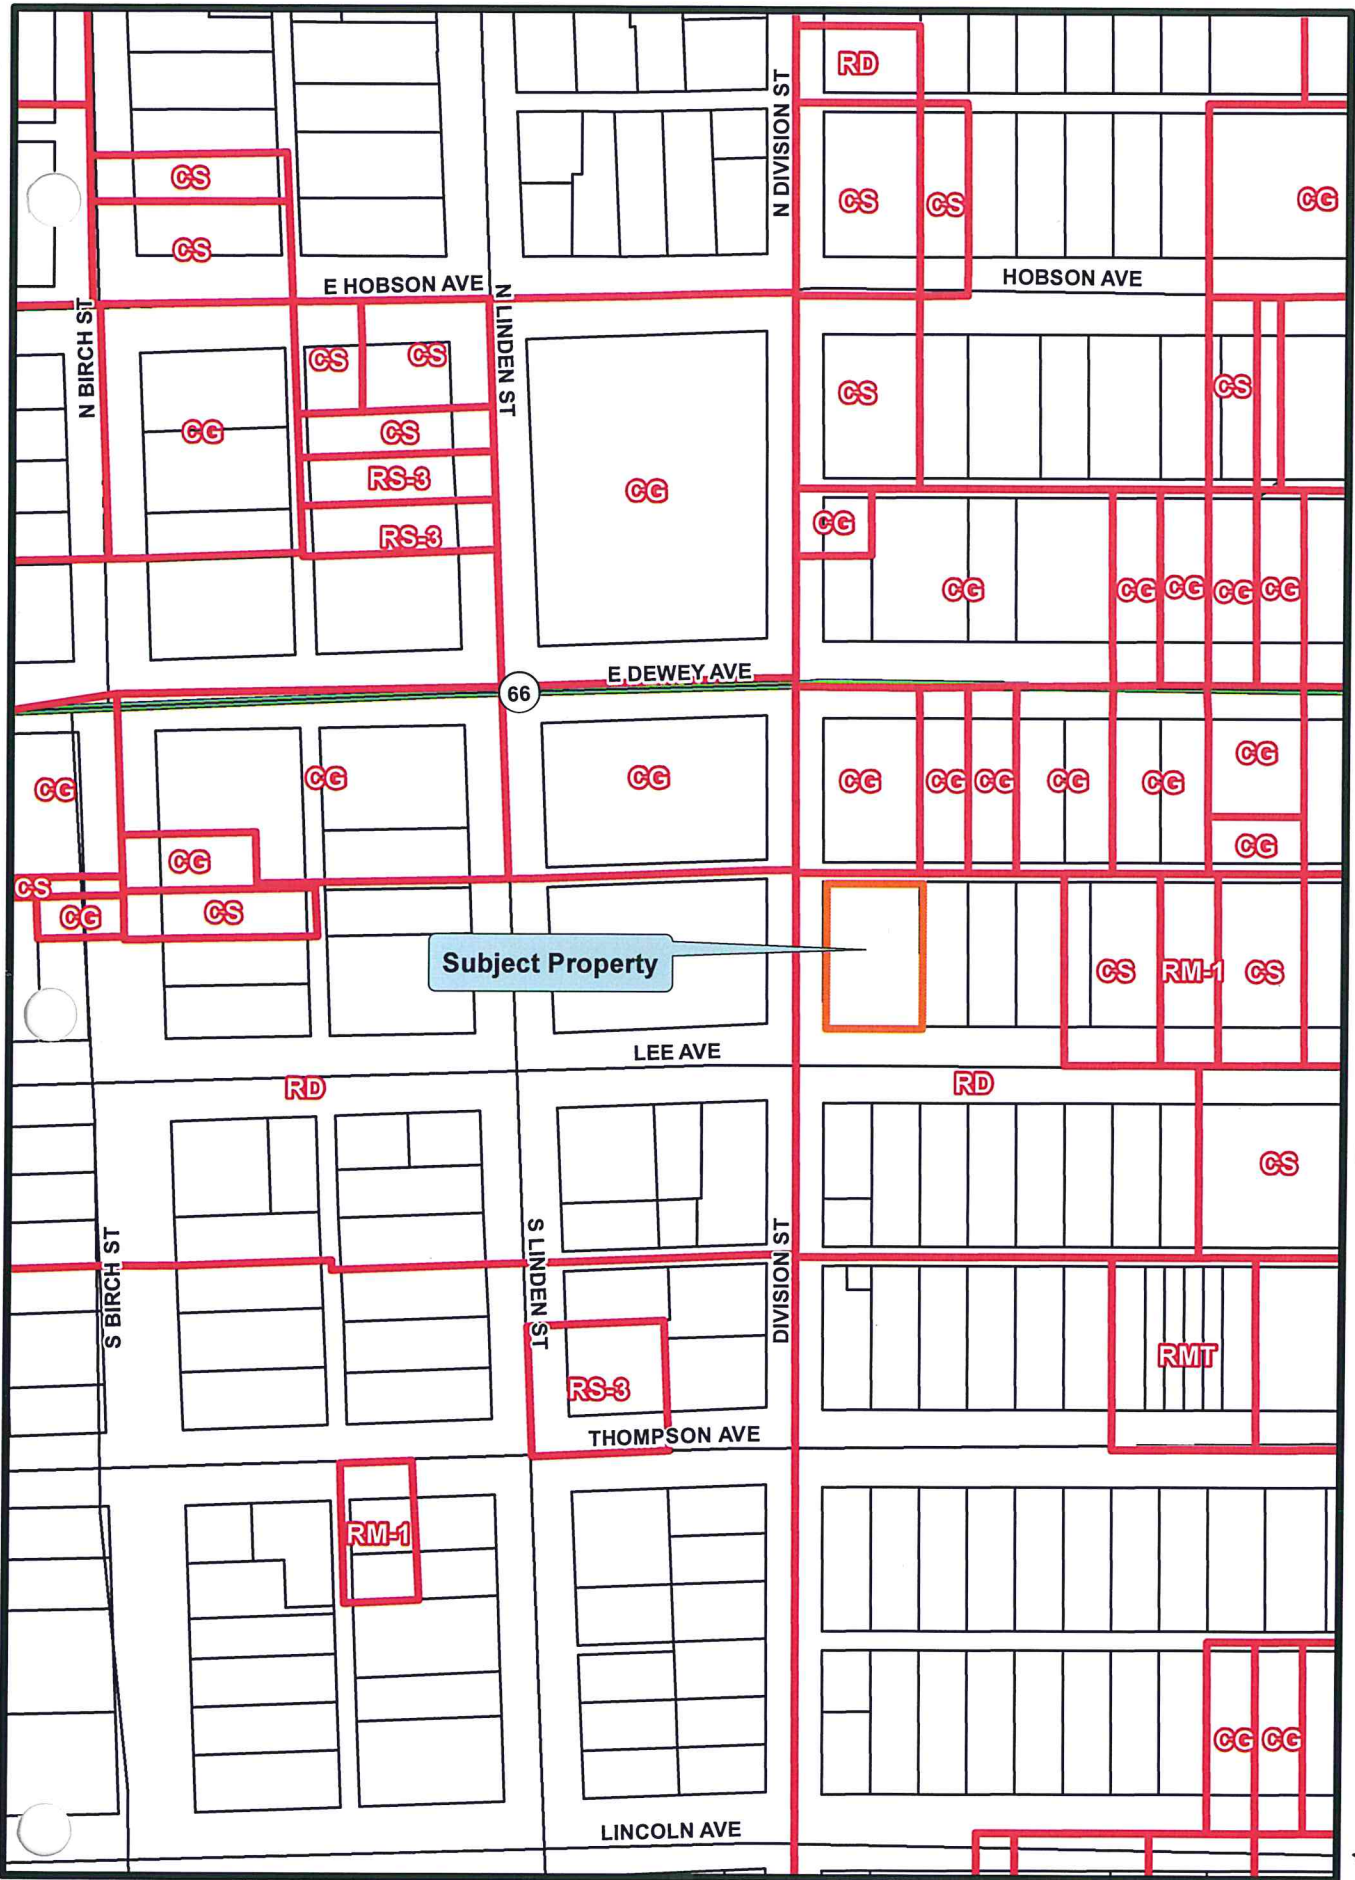 RD
N DIVISION ST
CS
CS
CS
CG
CS
E HOBSON AVE
HOBSON AVE
N BIRCH ST
N LINDEN ST
CS
CS
CS
CS
CG
CS
RS-3
CG
CG
RS-3
CG
CG
CG
CG
CG
E DEWEY AVE
66
CG
CG
CG
CG
CG
CG
CG
CG
CG
CG
CG
CG
CS
CG
CS
Subject Property
CS
RM-1
CS
LEE AVE
RD
RD
CS
S BIRCH ST
S LINDEN ST
DIVISION ST
RMT
RS-3
THOMPSON AVE
RM-1
CG
CG
LINCOLN AVE